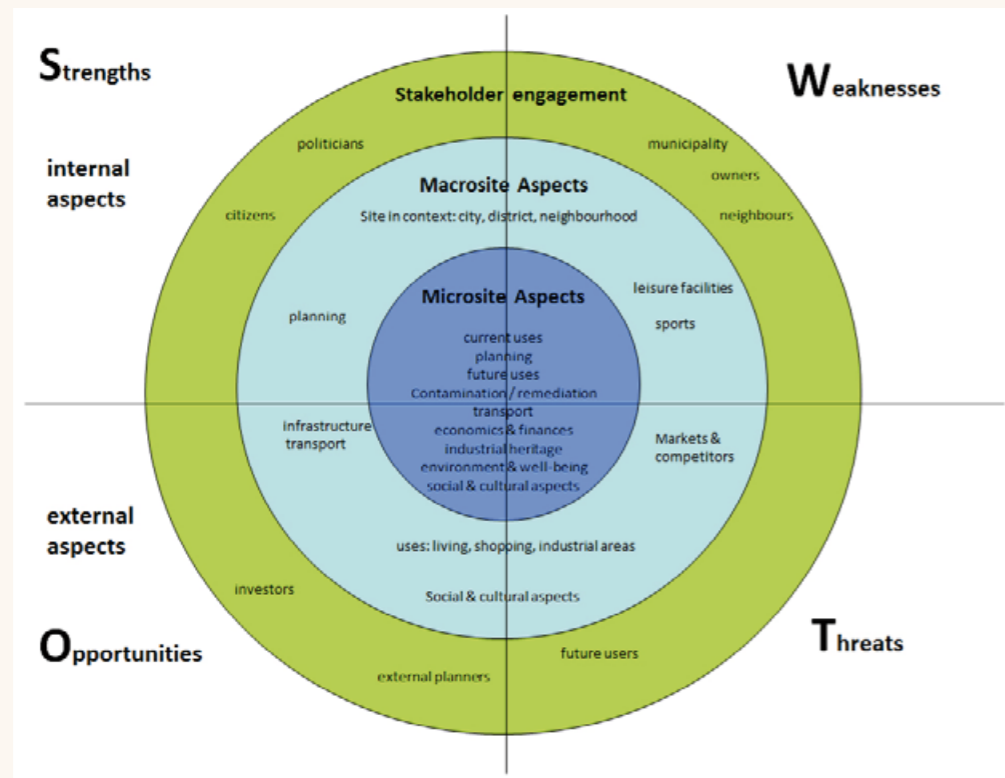 Strengths
Weaknesses
Stakeholder engagement
politicians
municipality
internal
aspects
owners
Macrosite Aspects
citizens
Site in context: city, district, neighbourhood
neighbours
leisure facilities
Microsite Aspects
planning
sports
current uses
planning
future uses
Contamination / remediation
transport
economics & finances
industrial heritage
environment & well-being
social & cultural aspects
infrastructure
transport
Markets &
competitors
external
aspects
uses: living, shopping, industrial areas
investors
Social & cultural aspects
Opportunities
Threats
future users
external planners